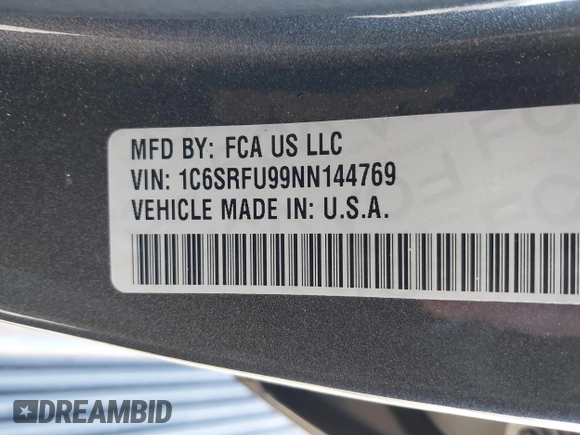 MFD BY: FCA US LLC
VIN: 1C6SRFU99NN144769
VEHICLE MADE IN: U.S.A.
DREAMBID